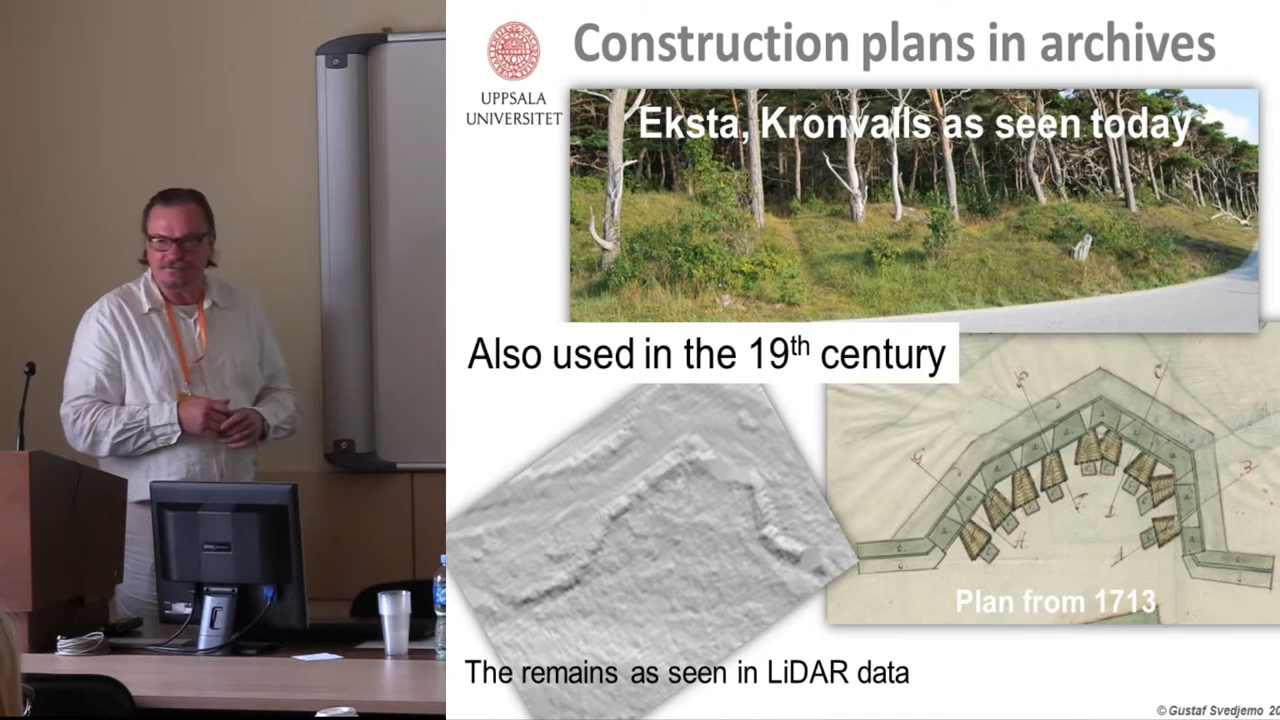 Construction plans in archives
UPPSALA
UNIVERSITET
Eksta, Kronvalls as seen today
Also used in the 19th century
Plan from 1713
The remains as seen in LiDAR data
© Gustaf Svedjemo 20